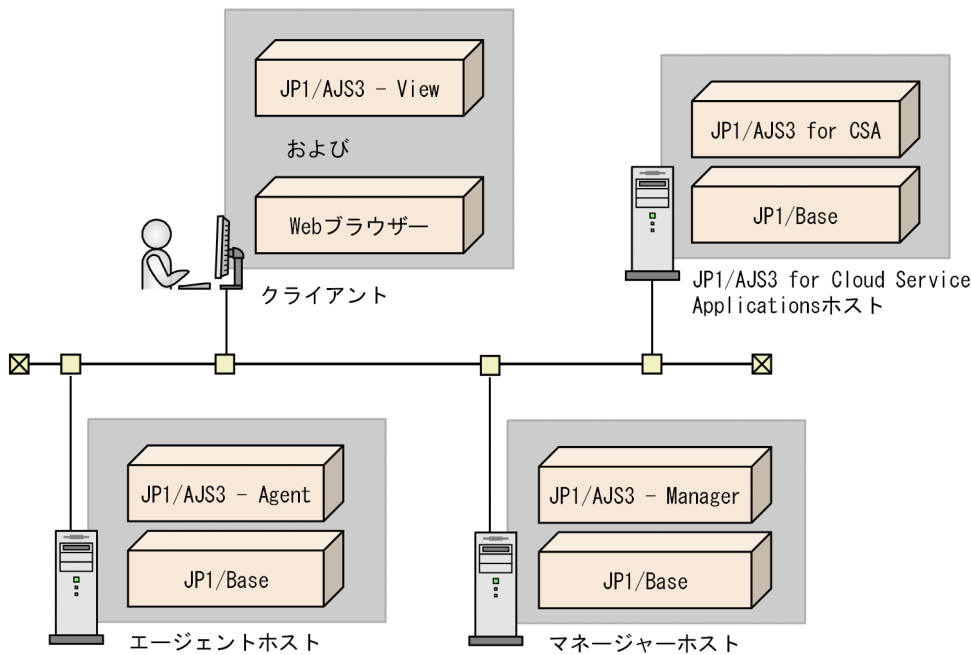 JP1/AJS3 - View
および
Webブラウザー
クライアント
JP1/AJS3 for CSA
JP1/Base
JP1/AJS3 for Cloud Service
Applicationsホスト
JP1/AJS3 - Agent
JP1/Base
エージェントホスト
JP1/AJS3 - Manager
JP1/Base
マネージャーホスト